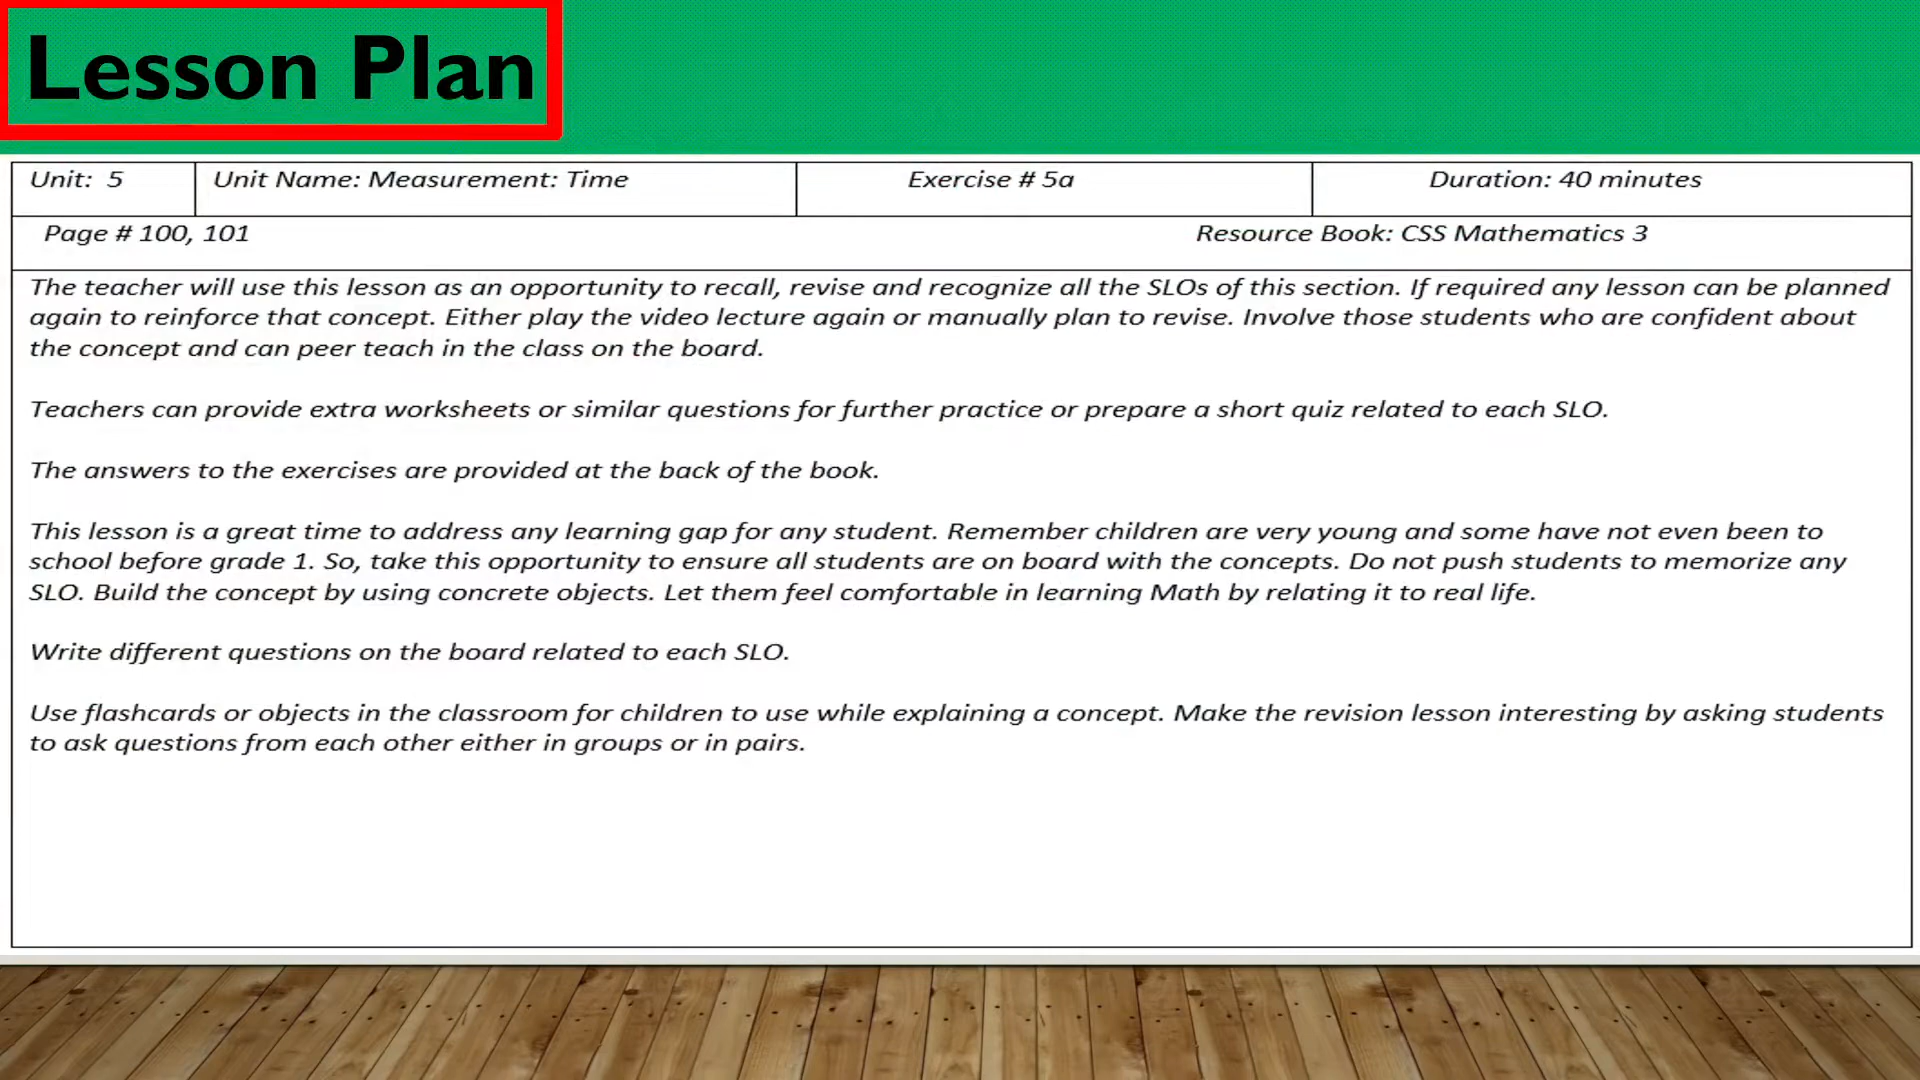 Lesson Plan
Unit: 5 Unit Name: Measurement: Time Exercise # 5a Duration: 40 minutes
Page # 100, 101 Resource Book: CSS Mathematics 3
The teacher will use this lesson as an opportunity to recall, revise and recognize all the SLOs of this section. If required any lesson can be planned
again to reinforce that concept. Either play the video lecture again or manually plan to revise. Involve those students who are confident about
the concept and can peer teach in the class on the board.
Teachers can provide extra worksheets or similar questions for further practice or prepare a short quiz related to each SLO.
The answers to the exercises are provided at the back of the book.
This lesson is a great time to address any learning gap for any student. Remember children are very young and some have not even been to
school before grade 1. So, take this opportunity to ensure all students are on board with the concepts. Do not push students to memorize any
SLO. Build the concept by using concrete objects. Let them feel comfortable in learning Math by relating it to real life.
Write different questions on the board related to each SLO.
Use flashcards or objects in the classroom for children to use while explaining a concept. Make the revision lesson interesting by asking students
to ask questions from each other either in groups or in pairs.